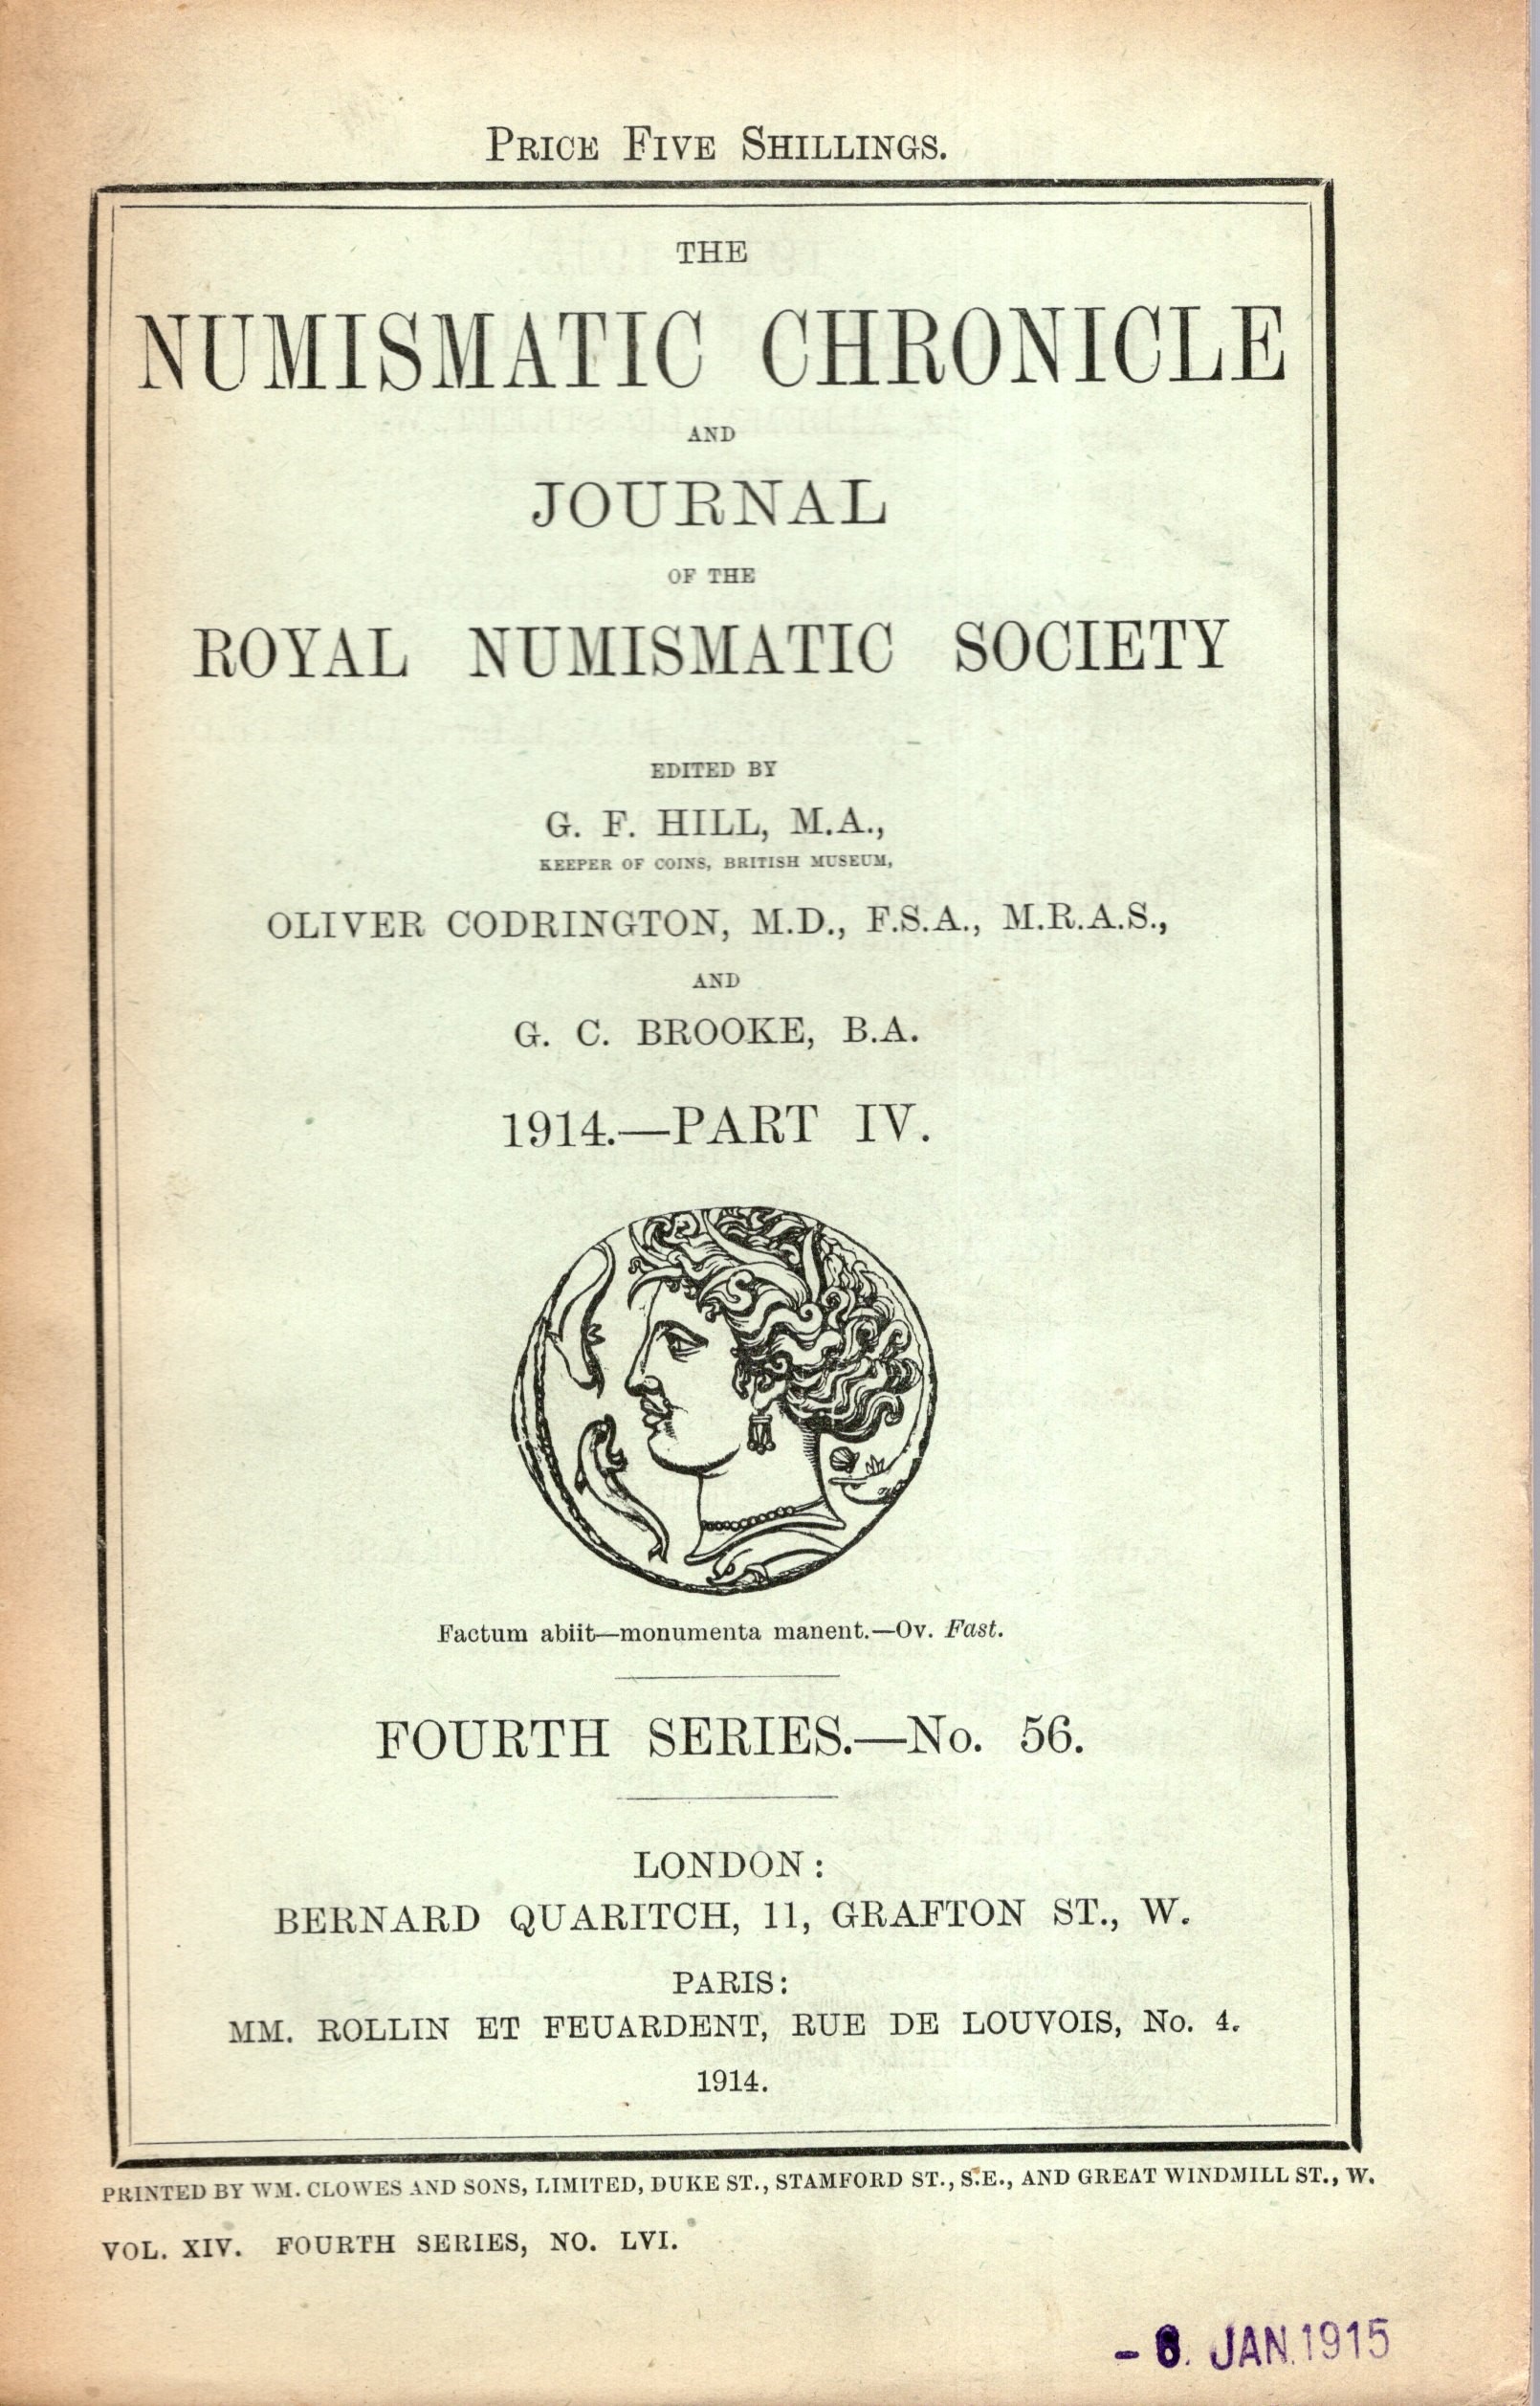 PRICE FIVE SHILLINGS.
THE
NUMISMATIC CHRONICLE
AND
JOURNAL
OF THE
ROYAL NUMISMATIC SOCIETY
EDITED BY
G. F. HILL, M.A.,
KEEPER OF COINS, BRITISH MUSEUM,
OLIVER CODRINGTON, M.D., F.S.A., M.R.A.S.,
AND
G. C. BROOKE, B.A.
1914.—PART IV.
Factum abiit—monumenta manent.—Ov. Fast.
FOURTH SERIES.—No. 56.
LONDON:
BERNARD QUARITCH, 11, GRAFTON ST., W.
PARIS:
MM. ROLLIN ET FEUARDENT, RUE DE LOUVOIS, No. 4.
1914.
PRINTED BY WM. CLOWES AND SONS, LIMITED, DUKE ST., STAMFORD ST., S.E., AND GREAT WINDMILL ST., W.
VOL. XIV. FOURTH SERIES, NO. LVI.
JAN. 1915